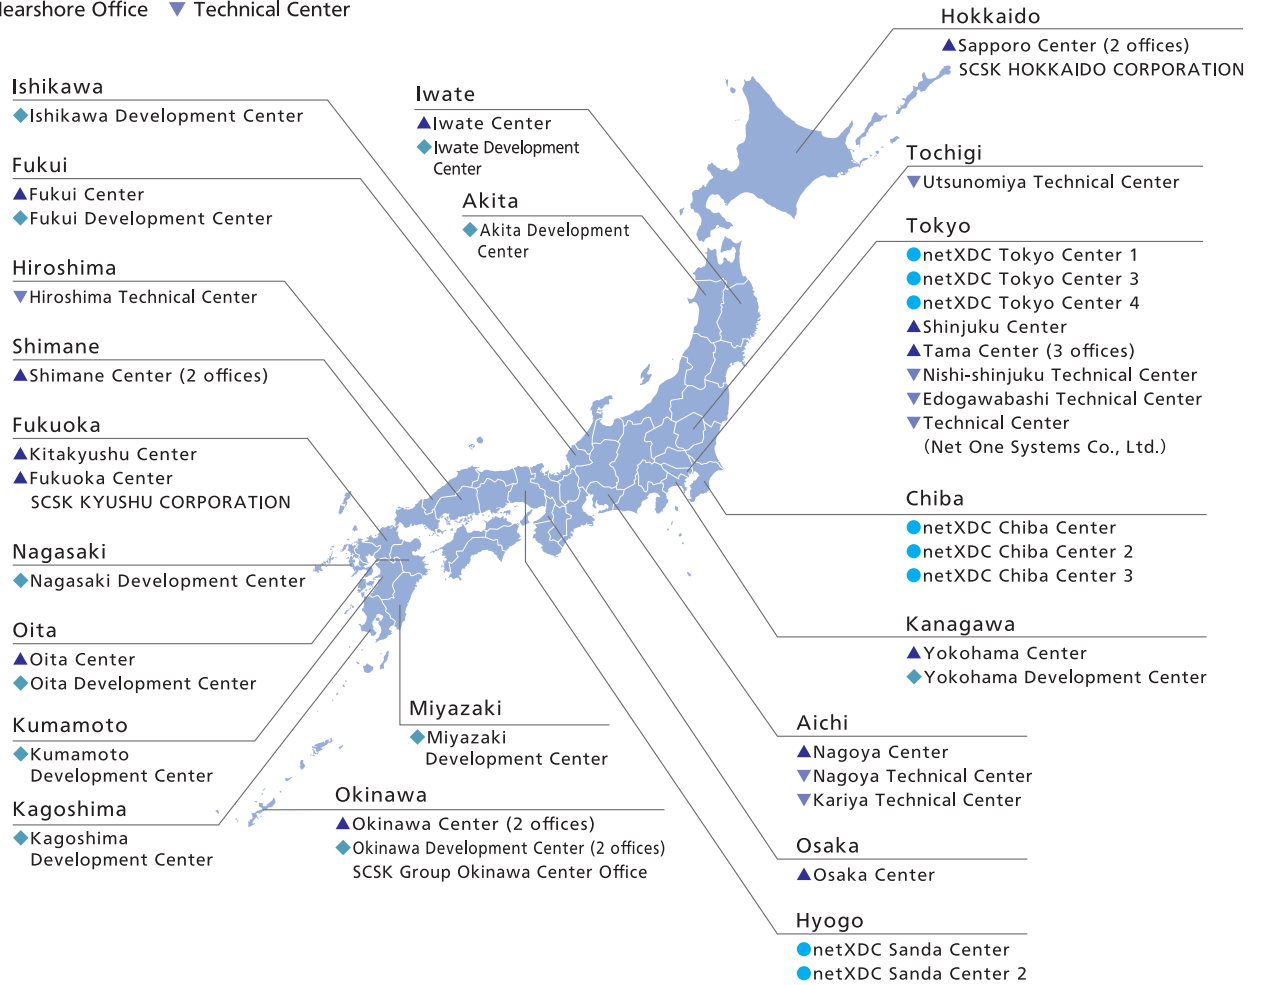 Nearshore Office ▼ Technical Center
Hokkaido
▲Sapporo Center (2 offices)
SCSK HOKKAIDO CORPORATION
Ishikawa
◆Ishikawa Development Center
Fukui
▲Fukui Center
◆Fukui Development Center
Hiroshima
▼Hiroshima Technical Center
Shimane
▲Shimane Center (2 offices)
Fukuoka
▲Kitakyushu Center
▲Fukuoka Center
SCSK KYUSHU CORPORATION
Nagasaki
◆Nagasaki Development Center
Oita
▲Oita Center
◆Oita Development Center
Kumamoto
◆Kumamoto
Development Center
Kagoshima
◆Kagoshima
Development Center
Iwate
▲Iwate Center
◆Iwate Development
Center
Akita
◆Akita Development
Center
Miyazaki
◆Miyazaki
Development Center
Okinawa
▲Okinawa Center (2 offices)
◆Okinawa Development Center (2 offices)
SCSK Group Okinawa Center Office
Tochigi
▼Utsunomiya Technical Center
Tokyo
●netXDC Tokyo Center 1
●netXDC Tokyo Center 3
●netXDC Tokyo Center 4
▲Shinjuku Center
▲Tama Center (3 offices)
▼Nishi-shinjuku Technical Center
▼Edogawabashi Technical Center
▼Technical Center
(Net One Systems Co., Ltd.)
Chiba
●netXDC Chiba Center
●netXDC Chiba Center 2
●netXDC Chiba Center 3
Kanagawa
▲Yokohama Center
◆Yokohama Development Center
Aichi
▲Nagoya Center
▼Nagoya Technical Center
▼Kariya Technical Center
Osaka
▲Osaka Center
Hyogo
●netXDC Sanda Center
●netXDC Sanda Center 2